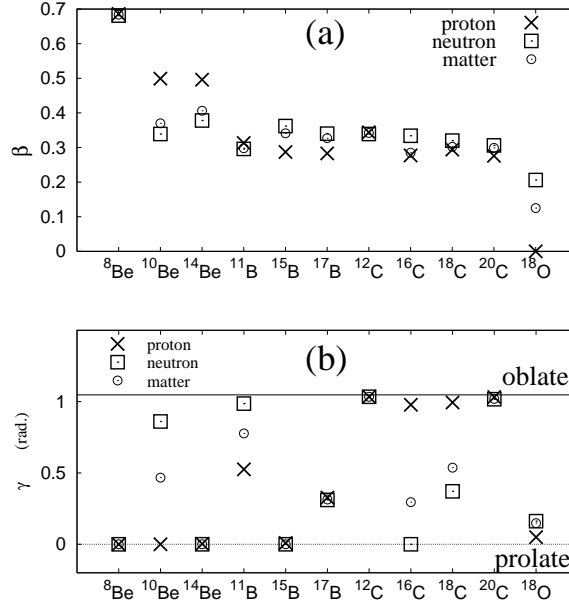 (a)
proton
neutron
matter
0.7
0.6
0.5
0.4
0.3
0.2
0.1
0
β
⁸Be ¹⁰Be ¹⁴Be ¹¹B ¹⁵B ¹⁷B ¹²C ¹⁶C ¹⁸C ²⁰C ¹⁸O
(b)
proton
neutron
matter
oblate
1
0.5
0
γ (rad.)
prolate
⁸Be ¹⁰Be ¹⁴Be ¹¹B ¹⁵B ¹⁷B ¹²C ¹⁶C ¹⁸C ²⁰C ¹⁸O